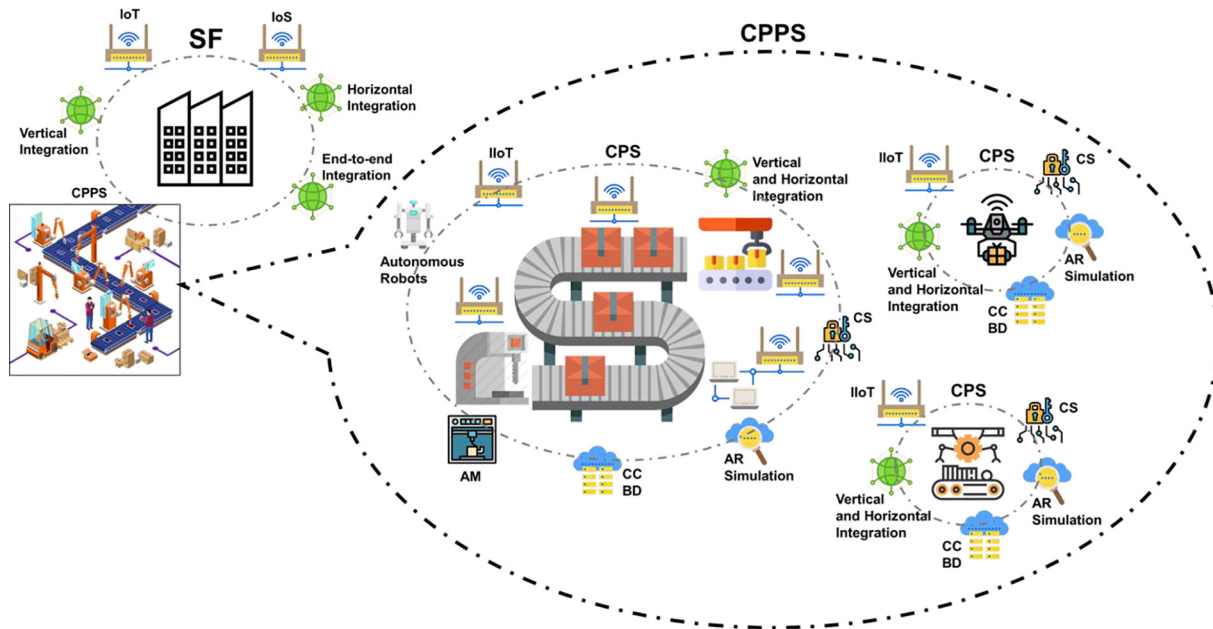 IoT
IoS
SF
CPPS
Horizontal
Integration
Vertical
Integration
End-to-end
Integration
CPPS
IIoT
CPS
Vertical
and Horizontal
Integration
Autonomous
Robots
CS
AM
CC
BD
AR
Simulation
IIoT
CPS
CS
Vertical
and Horizontal
Integration
AR
Simulation
CC
BD
IIoT
CPS
CS
Vertical
and Horizontal
Integration
AR
Simulation
CC
BD